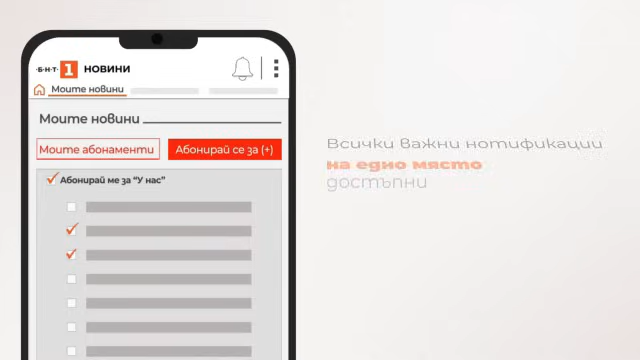 ·Б·Н·Т· 1 НОВИНИ
Моите новини
Моите новини
Моите абонаменти
Абонирай се за (+)
Абонирай ме за "У нас"
Всички важни нотификации
на едно място
достъпни